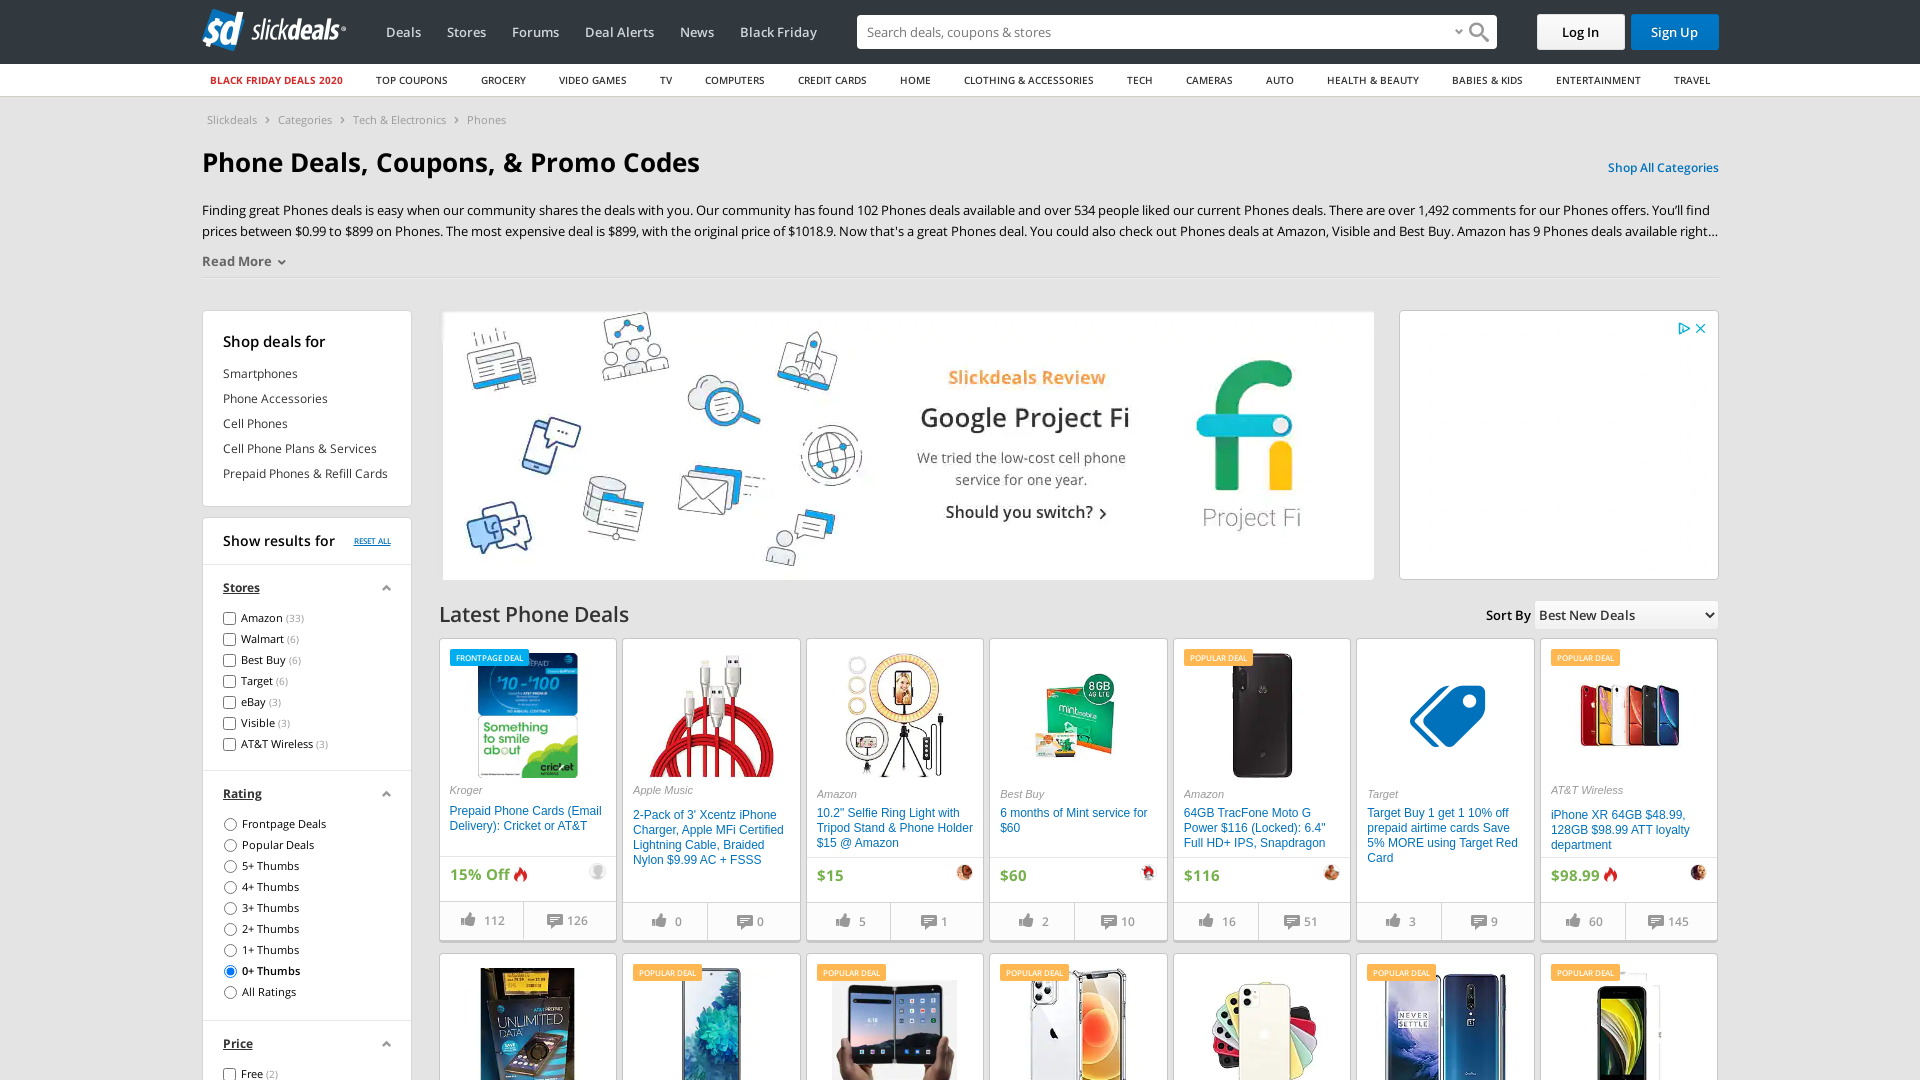 slickdeals
Deals
Stores
Forums
Deal Alerts
News
Black Friday
Search deals, coupons & stores
Log In
Sign Up
BLACK FRIDAY DEALS 2020
TOP COUPONS
GROCERY
VIDEO GAMES
TV
COMPUTERS
CREDIT CARDS
HOME
CLOTHING & ACCESSORIES
TECH
CAMERAS
AUTO
HEALTH & BEAUTY
BABIES & KIDS
ENTERTAINMENT
TRAVEL
Slickdeals > Categories > Tech & Electronics > Phones
Phone Deals, Coupons, & Promo Codes
Shop All Categories
Finding great Phones deals is easy when our community shares the deals with you. Our community has found 102 Phones deals available and over 534 people liked our current Phones deals. There are over 1,492 comments for our Phones offers. You'll find
prices between $0.99 to $899 on Phones. The most expensive deal is $899, with the original price of $1018.9. Now that's a great Phones deal. You could also check out Phones deals at Amazon, Visible and Best Buy. Amazon has 9 Phones deals available right...
Read More
Shop deals for
Smartphones
Phone Accessories
Cell Phones
Cell Phone Plans & Services
Prepaid Phones & Refill Cards
Show results for
RESET ALL
Stores
Amazon (33)
Walmart (6)
Best Buy (6)
Target (6)
eBay (3)
Visible (3)
AT&T Wireless (3)
Rating
Frontpage Deals
Popular Deals
5+ Thumbs
4+ Thumbs
3+ Thumbs
2+ Thumbs
1+ Thumbs
0+ Thumbs
All Ratings
Price
Free (2)
Slickdeals Review
Google Project Fi
We tried the low-cost cell phone
service for one year.
Should you switch? >
Project Fi
Latest Phone Deals
Sort By
Best New Deals
FRONTPAGE DEAL
$10-$100
Something
to smile
about
cricket
Kroger
Prepaid Phone Cards (Email
Delivery): Cricket or AT&T
15% Off
112
126
Apple Music
2-Pack of 3' Xcentz iPhone
Charger, Apple MFi Certified
Lightning Cable, Braided
Nylon $9.99 AC + FSSS
0
0
Amazon
10.2" Selfie Ring Light with
Tripod Stand & Phone Holder
$15 @ Amazon
$15
5
1
8GB
4G LTE
mint mobile
Best Buy
6 months of Mint service for
$60
$60
2
10
POPULAR DEAL
Amazon
64GB TracFone Moto G
Power $116 (Locked): 6.4"
Full HD+ IPS, Snapdragon
$116
16
51
Target
Target Buy 1 get 1 10% off
prepaid airtime cards Save
5% MORE using Target Red
Card
3
9
POPULAR DEAL
AT&T Wireless
iPhone XR 64GB $48.99,
128GB $98.99 ATT loyalty
department
$98.99
60
145
UNLIMITED
DATA
POPULAR DEAL
POPULAR DEAL
POPULAR DEAL
POPULAR DEAL
NEVER
SETTLE
POPULAR DEAL